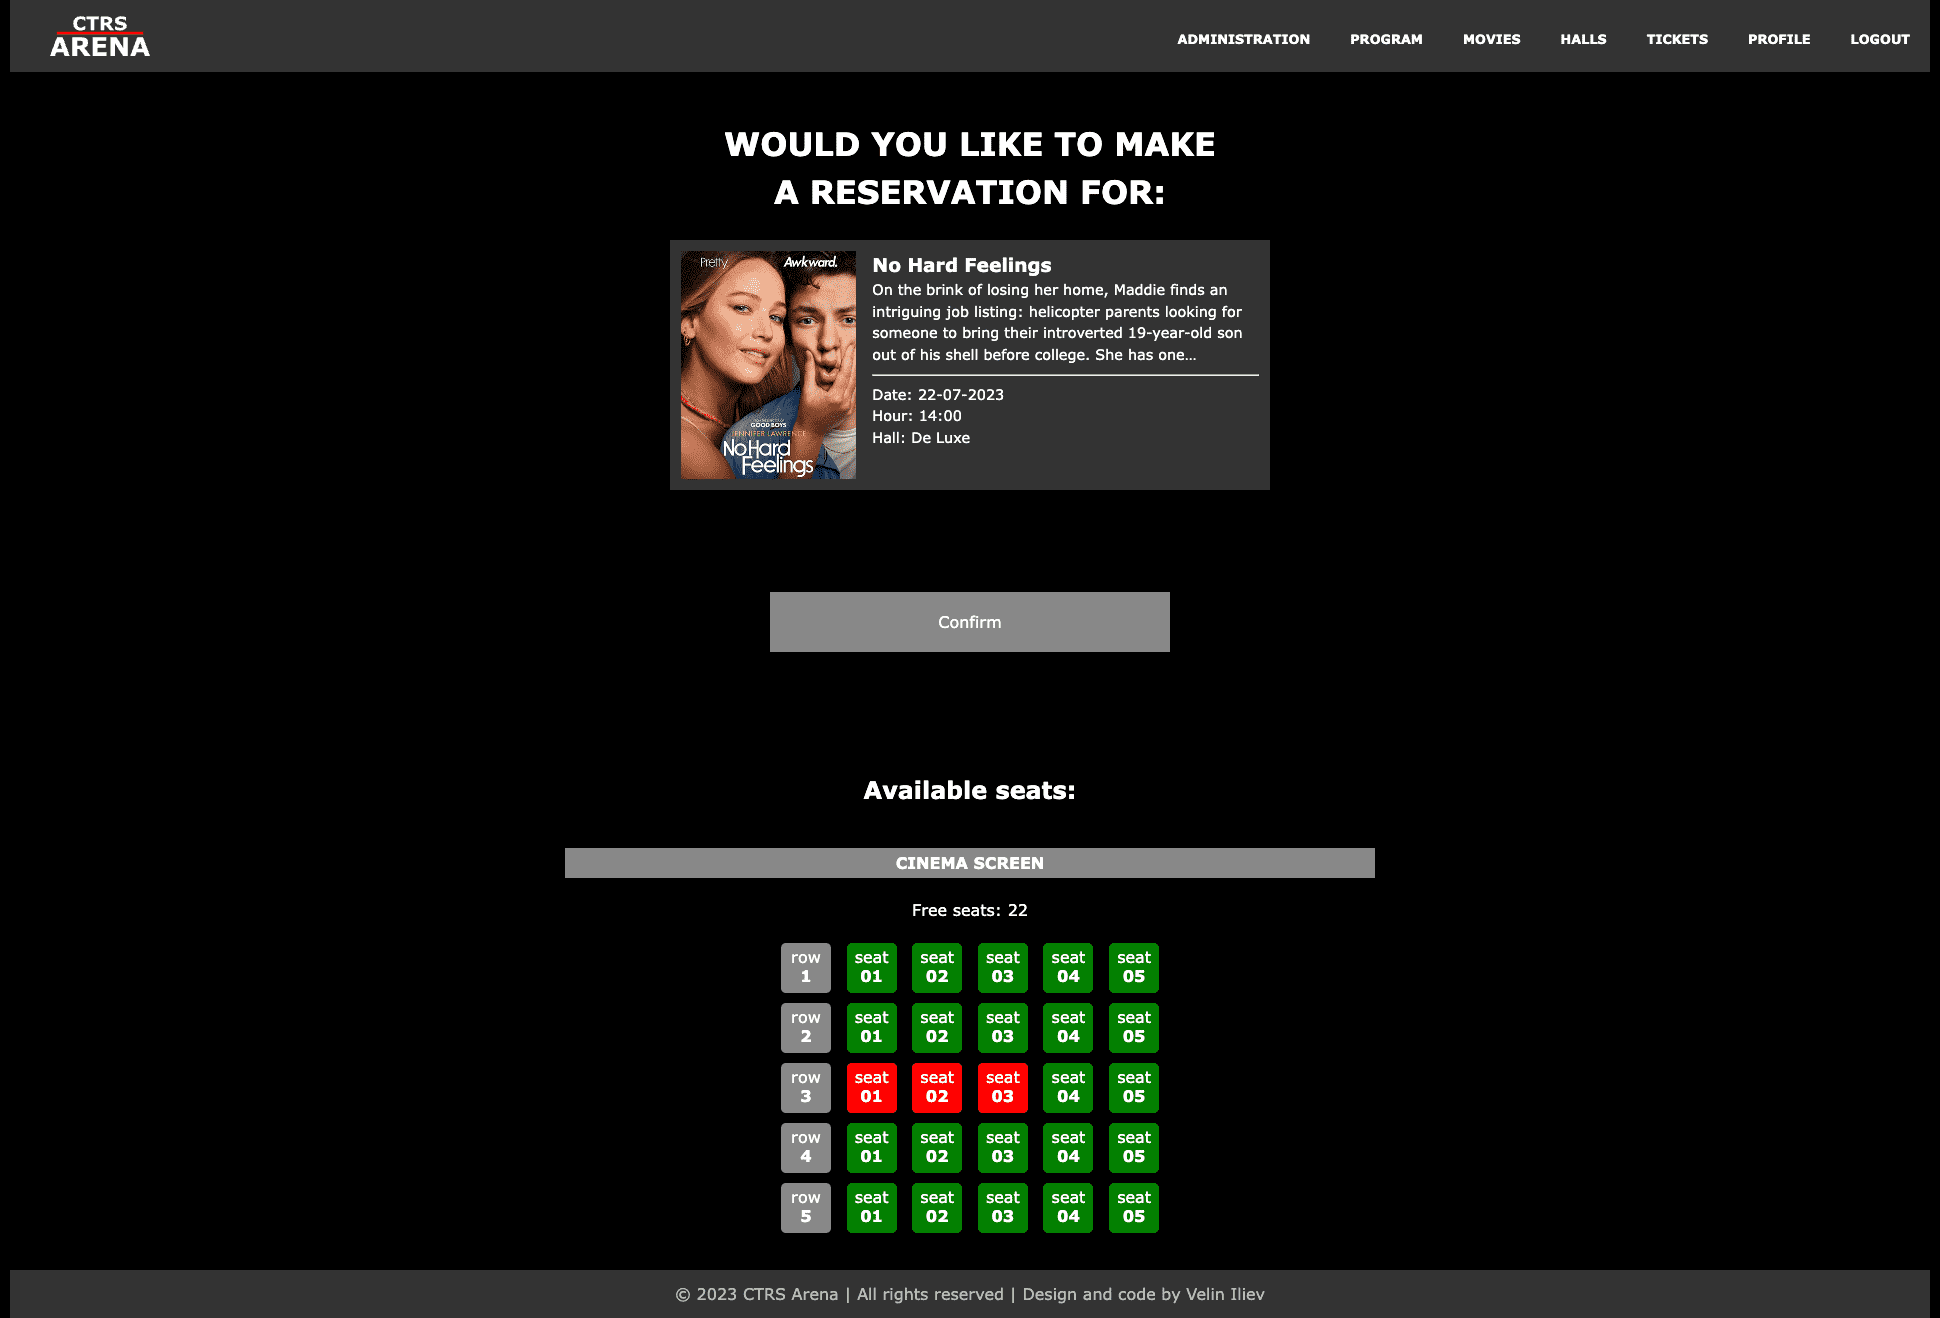 CTRS
ARENA
ADMINISTRATION PROGRAM MOVIES HALLS TICKETS PROFILE LOGOUT
WOULD YOU LIKE TO MAKE
A RESERVATION FOR:
Pretty. Awkward.
GOOD BOYS
JENNIFER LAWRENCE
No Hard
Feelings
No Hard Feelings
On the brink of losing her home, Maddie finds an
intriguing job listing: helicopter parents looking for
someone to bring their introverted 19-year-old son
out of his shell before college. She has one...
Date: 22-07-2023
Hour: 14:00
Hall: De Luxe
Confirm
Available seats:
CINEMA SCREEN
Free seats: 22
row seat seat seat seat seat
1 01 02 03 04 05
row seat seat seat seat seat
2 01 02 03 04 05
row seat seat seat seat seat
3 01 02 03 04 05
row seat seat seat seat seat
4 01 02 03 04 05
row seat seat seat seat seat
5 01 02 03 04 05
© 2023 CTRS Arena | All rights reserved | Design and code by Velin Iliev